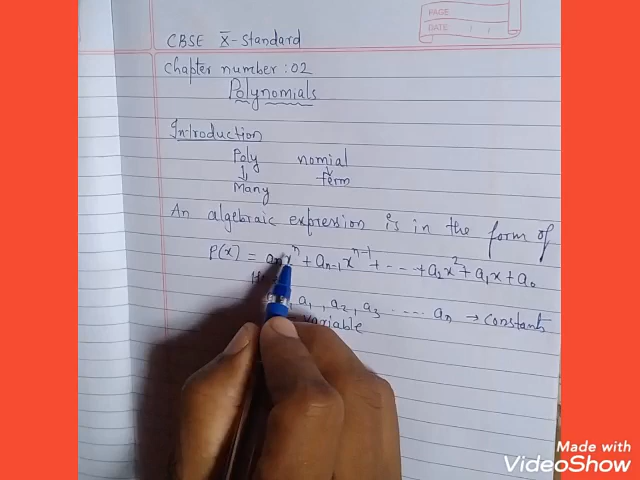 PAGE
DATE
CBSE X-Standard
Chapter number : 02
Polynomials
Introduction
Poly nomial
↓ ↓
Many term
An algebraic expression is in the form of
P(x) = aₙxⁿ + aₙ₋₁xⁿ⁻¹ + ---- + a₂x² + a₁x + a₀
, a₁, a₂, a₃ ---- aₙ → constants
variable
Made with
VideoShow